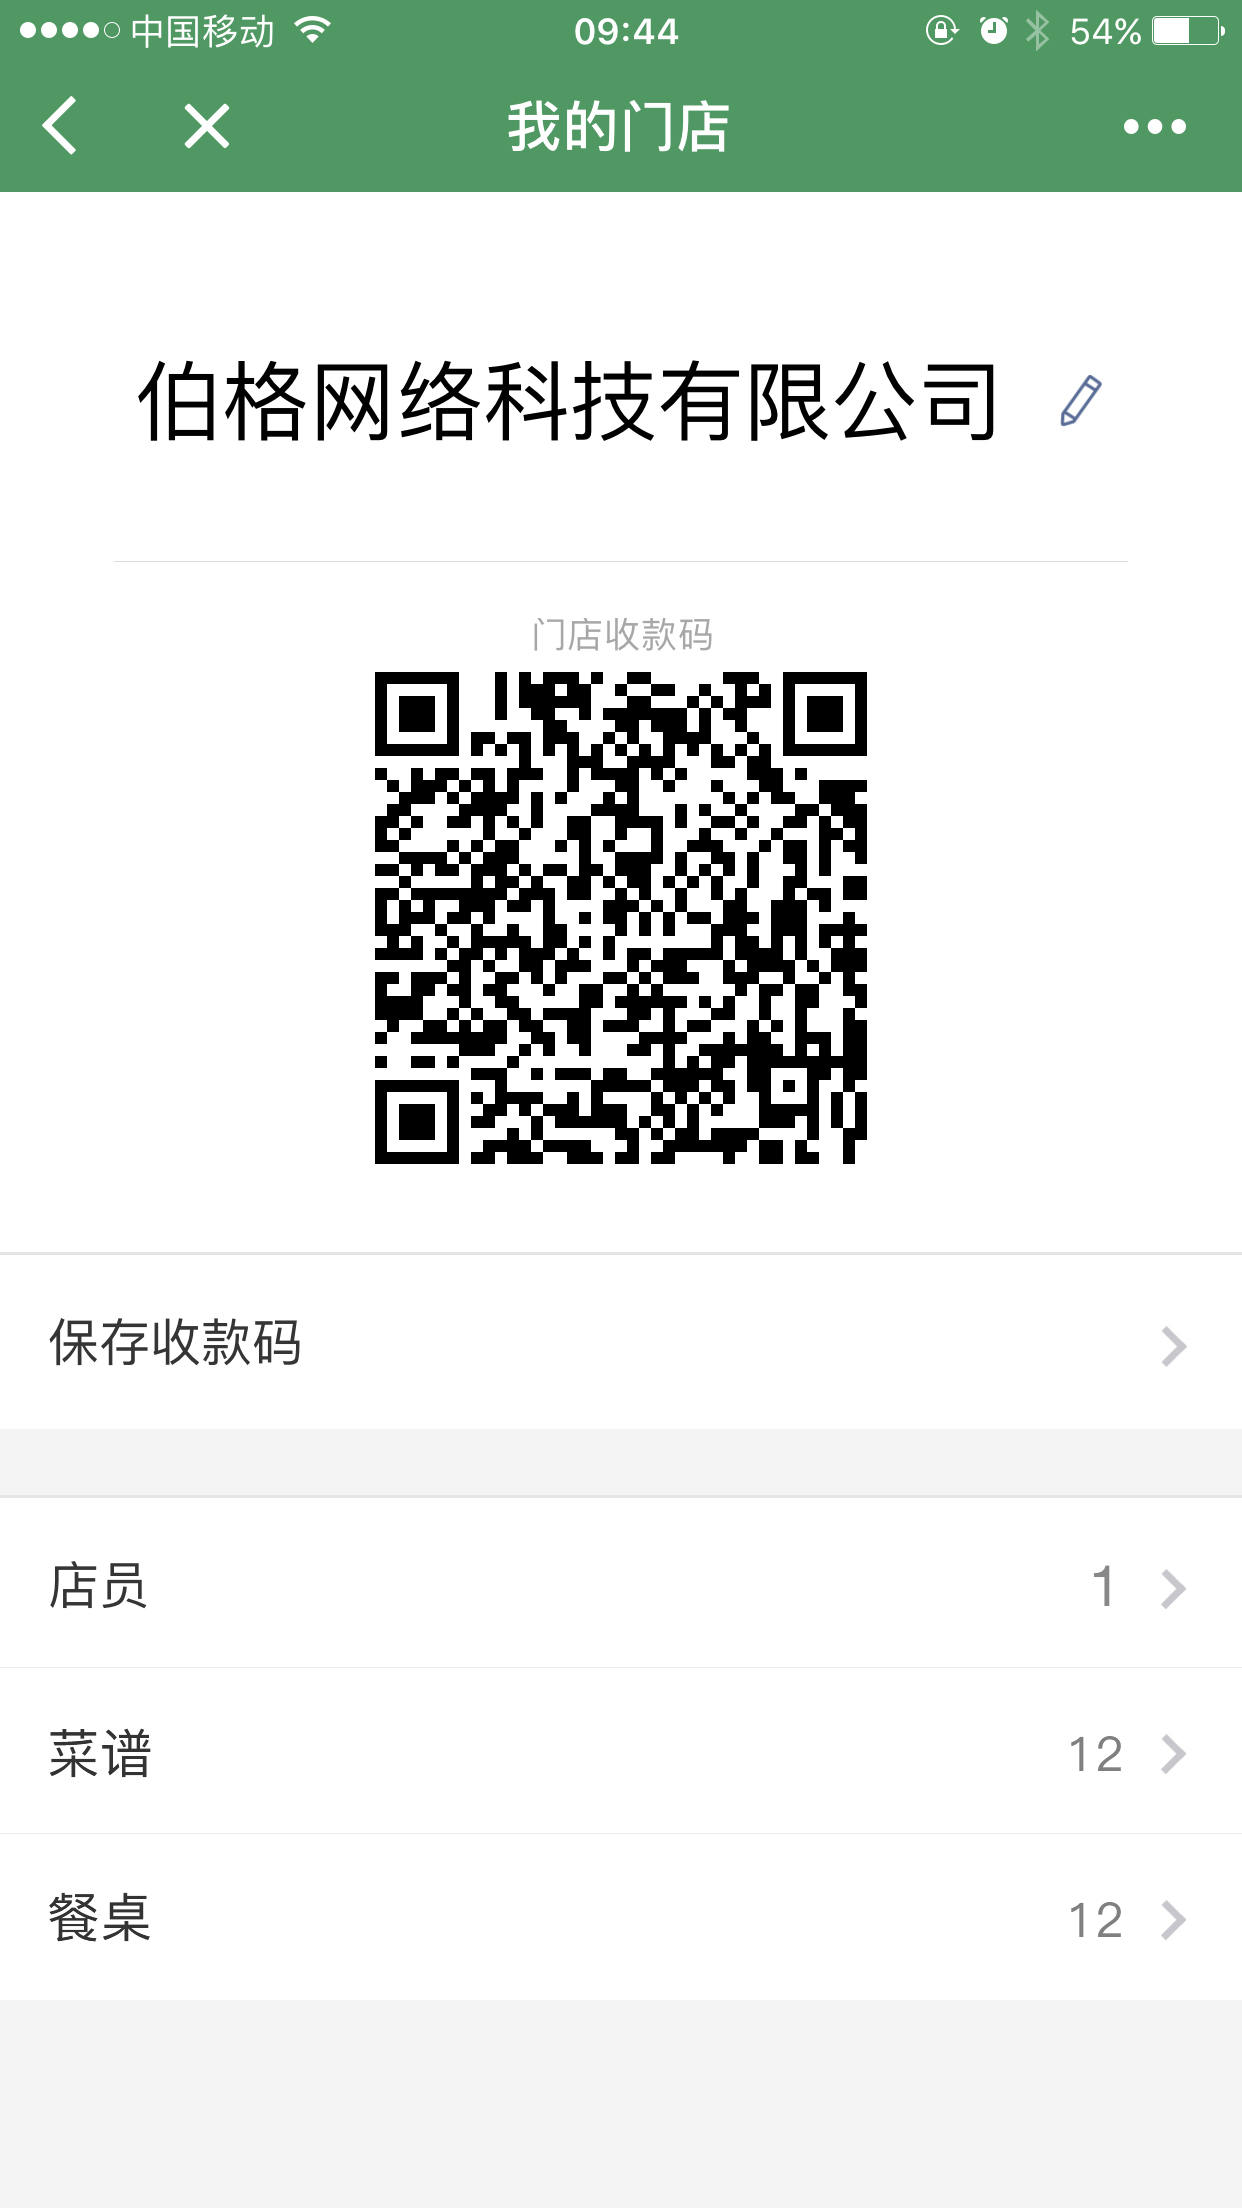 中国移动 09:44 54%
我的门店
伯格网络科技有限公司
门店收款码
保存收款码
店员 1
菜谱 12
餐桌 12